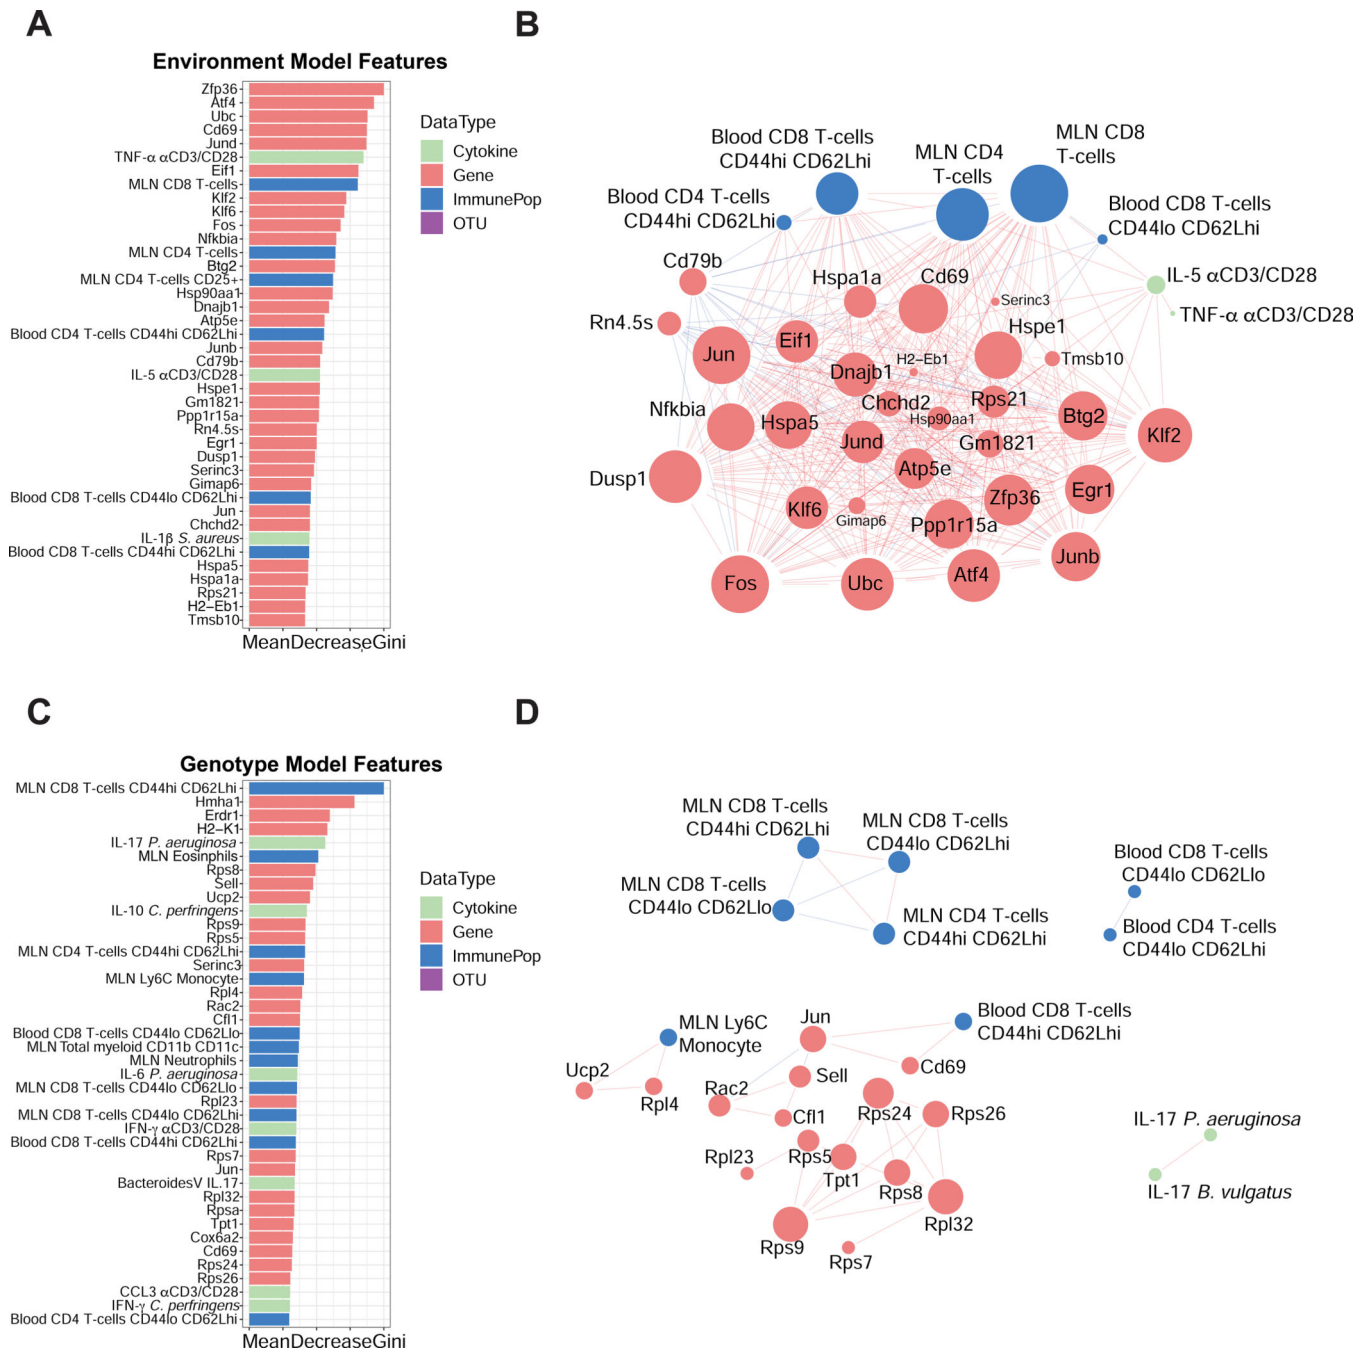 A
Environment Model Features
Zfp36
Atf4
Ubc
Cd69
Jund
TNF-α αCD3/CD28
Eif1
MLN CD8 T-cells
Klf2
Klf6
Fos
Nfkbia
MLN CD4 T-cells
Btg2
MLN CD4 T-cells CD25+
Hsp90aa1
Dnajb1
Atp5e
Blood CD4 T-cells CD44hi CD62Lhi
Junb
Cd79b
IL-5 αCD3/CD28
Hspe1
Gm1821
Ppp1r15a
Rn4.5s
Egr1
Dusp1
Serinc3
Gimap6
Blood CD8 T-cells CD44lo CD62Lhi
Jun
Chchd2
IL-1β S. aureus
Blood CD8 T-cells CD44hi CD62Lhi
Hspa5
Hspa1a
Rps21
H2−Eb1
Tmsb10
MeanDecreaseGini
DataType
Cytokine
Gene
ImmunePop
OTU
B
Blood CD8 T-cells
CD44hi CD62Lhi
MLN CD4
T-cells
MLN CD8
T-cells
Blood CD4 T-cells
CD44hi CD62Lhi
Blood CD8 T-cells
CD44lo CD62Lhi
Cd79b
Hspa1a
Cd69
IL-5 αCD3/CD28
Serinc3
TNF-α αCD3/CD28
Rn4.5s
Hspe1
Jun
Eif1
H2−Eb1
Tmsb10
Dnajb1
Chchd2
Rps21
Nfkbia
Hspa5
Hsp90aa1
Btg2
Klf2
Jund
Gm1821
Dusp1
Atp5e
Klf6
Gimap6
Zfp36
Egr1
Ppp1r15a
Fos
Ubc
Atf4
Junb
C
Genotype Model Features
MLN CD8 T-cells CD44hi CD62Lhi
Hmha1
Erdr1
H2−K1
IL-17 P. aeruginosa
MLN Eosinphils
Rps8
Sell
Ucp2
IL-10 C. perfringens
Rps9
Rps5
MLN CD4 T-cells CD44hi CD62Lhi
Serinc3
MLN Ly6C Monocyte
Rpl4
Rac2
Cfl1
Blood CD8 T-cells CD44lo CD62Llo
MLN Total myeloid CD11b CD11c
MLN Neutrophils
IL-6 P. aeruginosa
MLN CD8 T-cells CD44lo CD62Llo
Rpl23
MLN CD8 T-cells CD44lo CD62Lhi
IFN-γ αCD3/CD28
Blood CD8 T-cells CD44hi CD62Lhi
Rps7
Jun
BacteroidesV IL.17
Rpl32
Rpsa
Tpt1
Cox6a2
Cd69
Rps24
Rps26
CCL3 αCD3/CD28
IFN-γ C. perfringens
Blood CD4 T-cells CD44lo CD62Lhi
MeanDecreaseGini
DataType
Cytokine
Gene
ImmunePop
OTU
D
MLN CD8 T-cells
CD44hi CD62Lhi
MLN CD8 T-cells
CD44lo CD62Lhi
MLN CD8 T-cells
CD44lo CD62Llo
MLN CD4 T-cells
CD44hi CD62Lhi
Blood CD8 T-cells
CD44lo CD62Llo
Blood CD4 T-cells
CD44lo CD62Lhi
MLN Ly6C
Monocyte
Jun
Blood CD8 T-cells
CD44hi CD62Lhi
Ucp2
Rpl4
Cd69
Rac2
Sell
Cfl1
Rps24
Rps26
Rpl23
Rps5
Tpt1
Rps8
Rps9
Rpl32
Rps7
IL-17 P. aeruginosa
IL-17 B. vulgatus